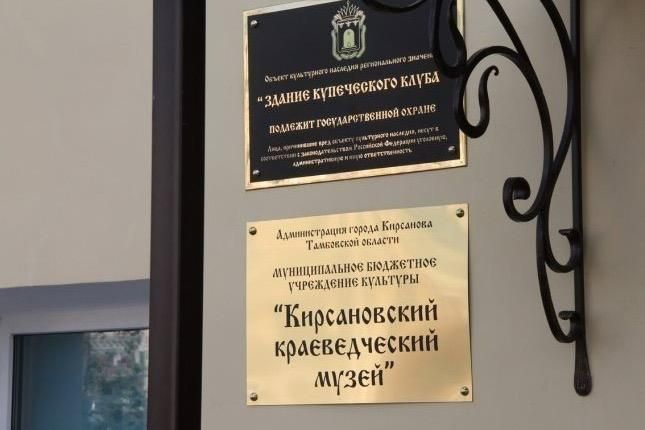 Объект культурного наследия регионального значения
"ЗДАНИЕ КУПЕЧЕСКОГО КЛУБА
ПОДЛЕЖИТ ГОСУДАРСТВЕННОЙ ОХРАНЕ
Лица, причинившие вред объекту культурного наследия, несут в
соответствии с законодательством Российской Федерации уголовную,
административную и иную ответственность
Администрация города Кирсанова
Тамбовской области
МУНИЦИПАЛЬНОЕ БЮДЖЕТНОЕ
УЧРЕЖДЕНИЕ КУЛЬТУРЫ
"Кирсановский
краеведческий
музей"